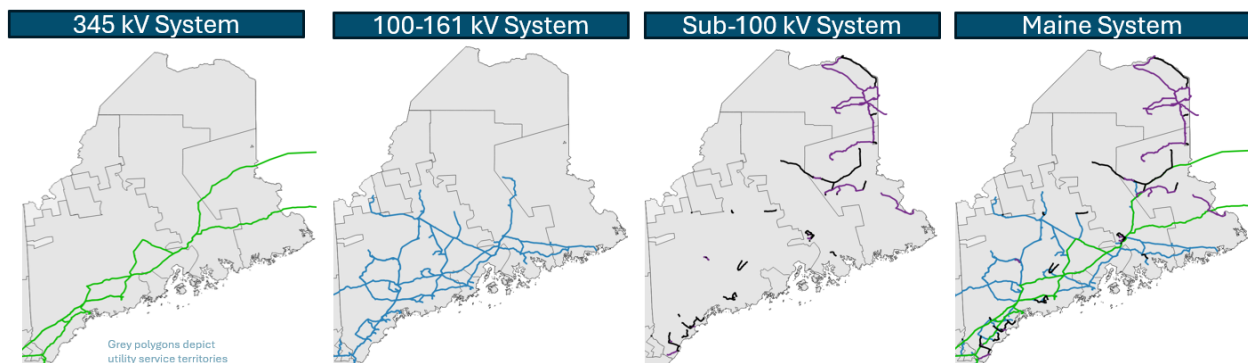 345 kV System
100-161 kV System
Sub-100 kV System
Maine System
Grey polygons depict
utility service territories